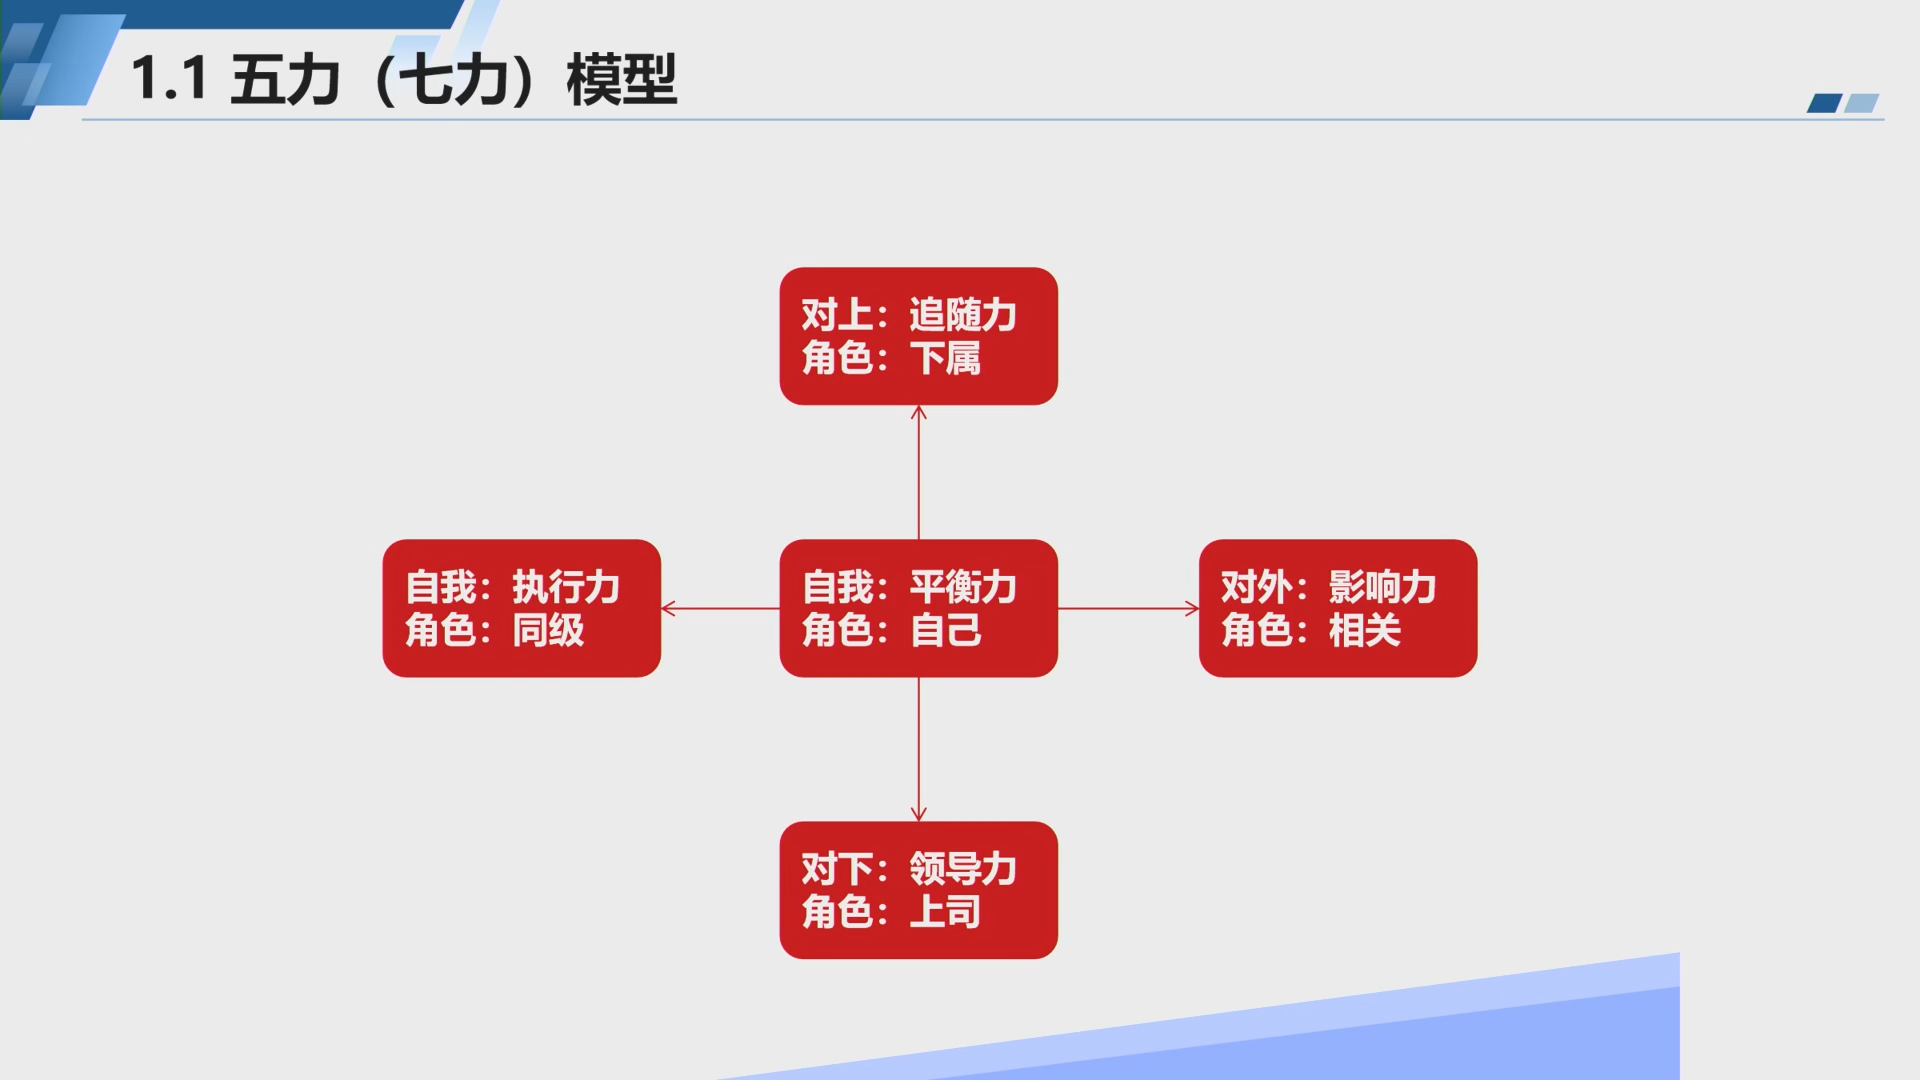 1.1 五力（七力）模型
对上：追随力
角色：下属
自我：执行力
角色：同级
自我：平衡力
角色：自己
对外：影响力
角色：相关
对下：领导力
角色：上司